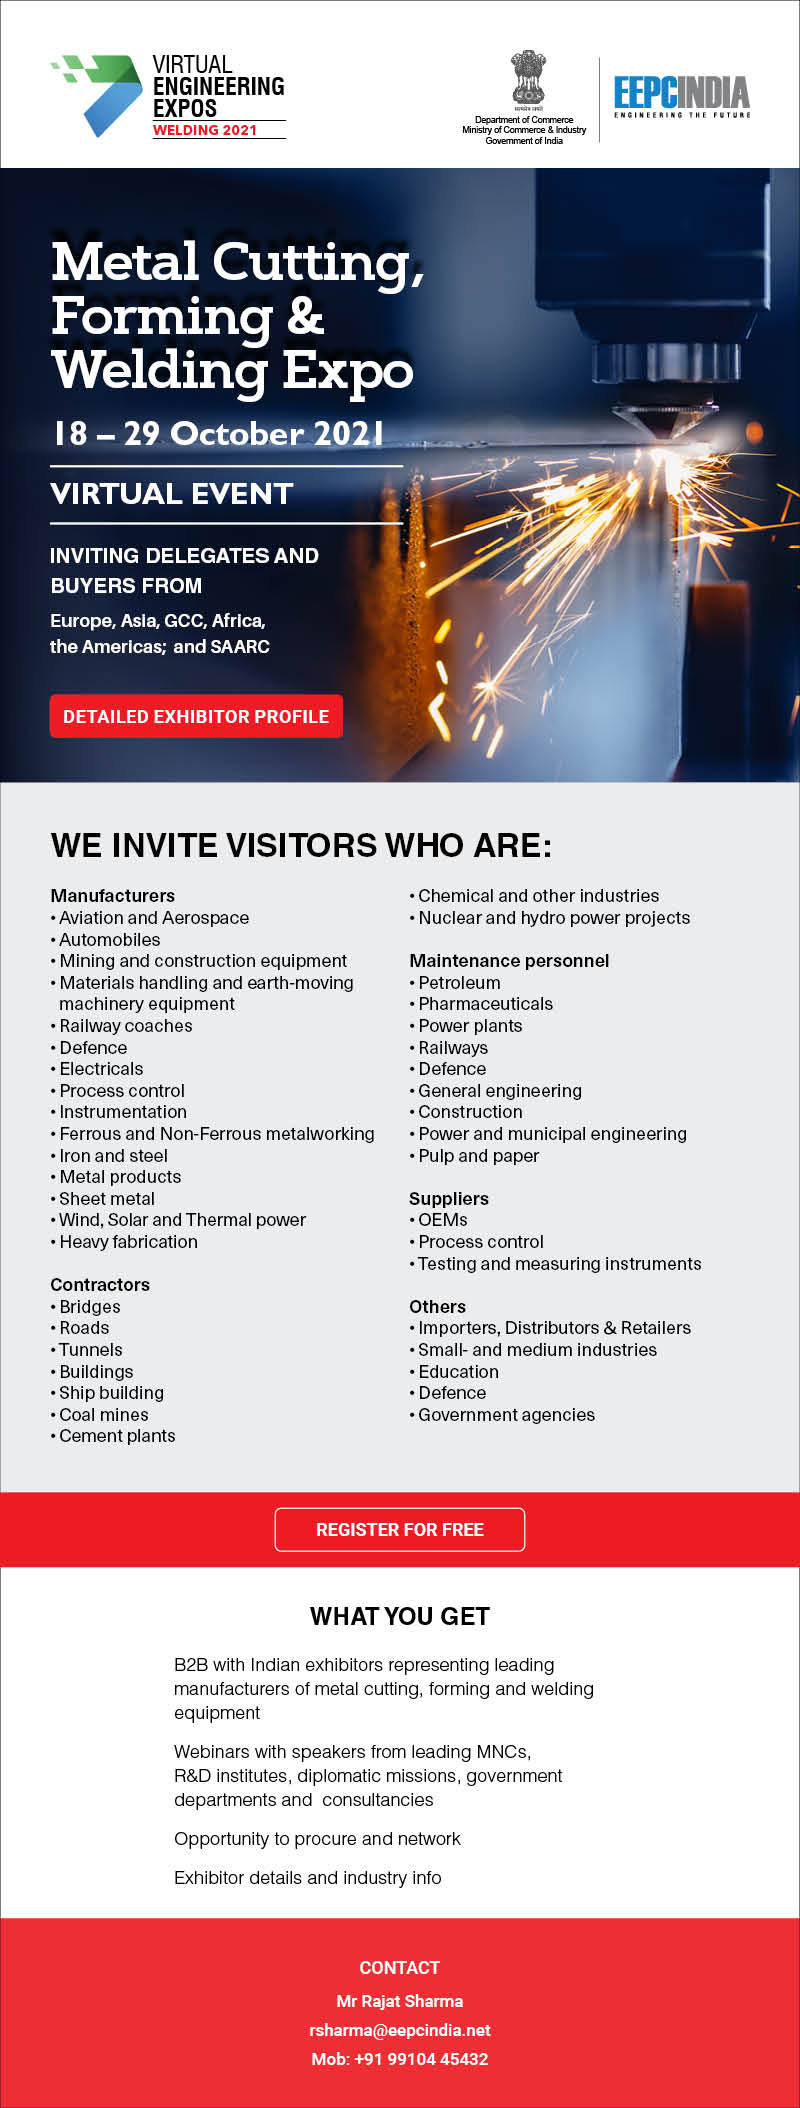 VIRTUAL
ENGINEERING
EXPOS
WELDING 2021
सत्यमेव जयते
Department of Commerce
Ministry of Commerce & Industry
Government of India
EEPCINDIA
ENGINEERING THE FUTURE
Metal Cutting,
Forming &
Welding Expo
18 – 29 October 2021
VIRTUAL EVENT
INVITING DELEGATES AND
BUYERS FROM
Europe, Asia, GCC, Africa,
the Americas; and SAARC
DETAILED EXHIBITOR PROFILE
WE INVITE VISITORS WHO ARE:
Manufacturers
• Aviation and Aerospace
• Automobiles
• Mining and construction equipment
• Materials handling and earth-moving
machinery equipment
• Railway coaches
• Defence
• Electricals
• Process control
• Instrumentation
• Ferrous and Non-Ferrous metalworking
• Iron and steel
• Metal products
• Sheet metal
• Wind, Solar and Thermal power
• Heavy fabrication
Contractors
• Bridges
• Roads
• Tunnels
• Buildings
• Ship building
• Coal mines
• Cement plants
• Chemical and other industries
• Nuclear and hydro power projects
Maintenance personnel
• Petroleum
• Pharmaceuticals
• Power plants
• Railways
• Defence
• General engineering
• Construction
• Power and municipal engineering
• Pulp and paper
Suppliers
• OEMs
• Process control
• Testing and measuring instruments
Others
• Importers, Distributors & Retailers
• Small- and medium industries
• Education
• Defence
• Government agencies
REGISTER FOR FREE
WHAT YOU GET
B2B with Indian exhibitors representing leading
manufacturers of metal cutting, forming and welding
equipment
Webinars with speakers from leading MNCs,
R&D institutes, diplomatic missions, government
departments and consultancies
Opportunity to procure and network
Exhibitor details and industry info
CONTACT
Mr Rajat Sharma
rsharma@eepcindia.net
Mob: +91 99104 45432